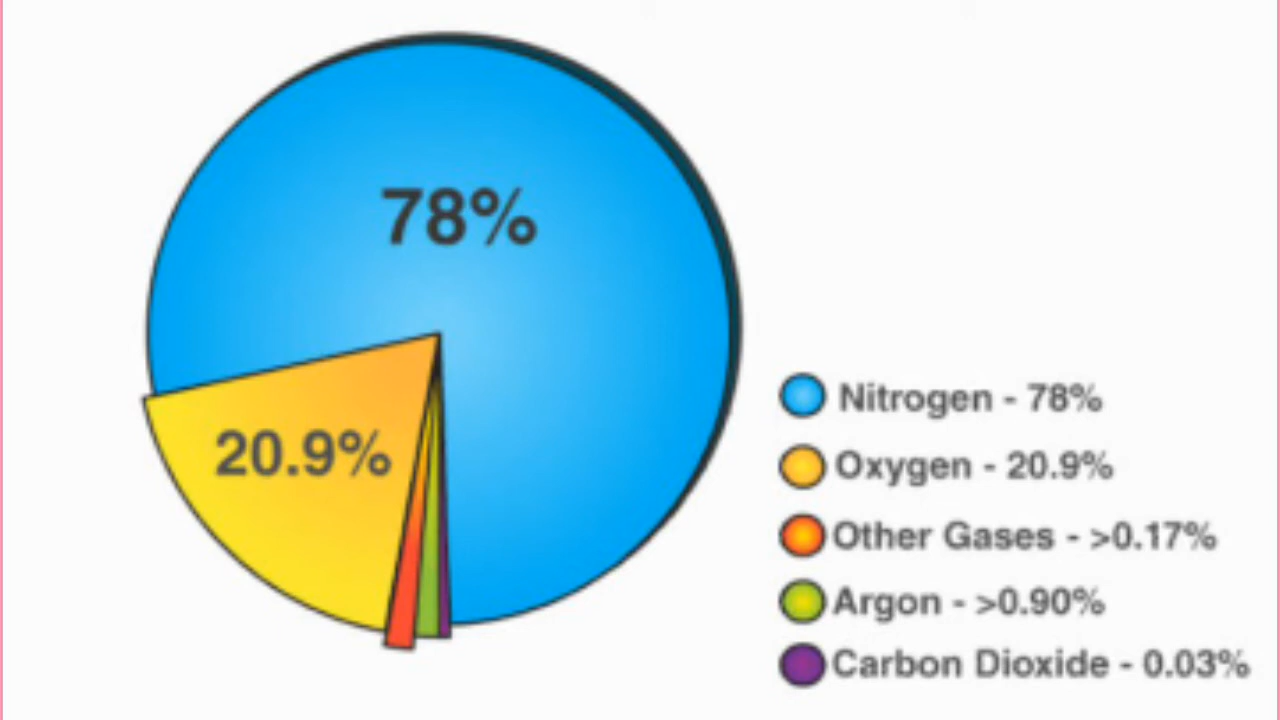 78%
20.9%
Nitrogen - 78%
Oxygen - 20.9%
Other Gases - >0.17%
Argon - >0.90%
Carbon Dioxide - 0.03%